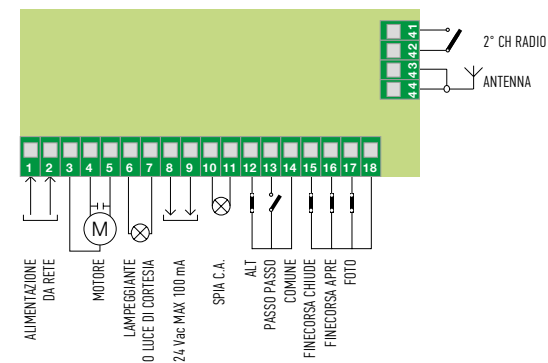 41
42
43
44
2° CH RADIO
ANTENNA
1 2 3 4 5 6 7 8 9 10 11 12 13 14 15 16 17 18
M
ALIMENTAZIONE
DA RETE
MOTORE
LAMPEGGIANTE
O LUCE DI CORTESIA
24 Vac MAX 100 mA
SPIA C.A.
ALT
PASSO PASSO
COMUNE
FINECORSA CHIUDE
FINECORSA APRE
FOTO